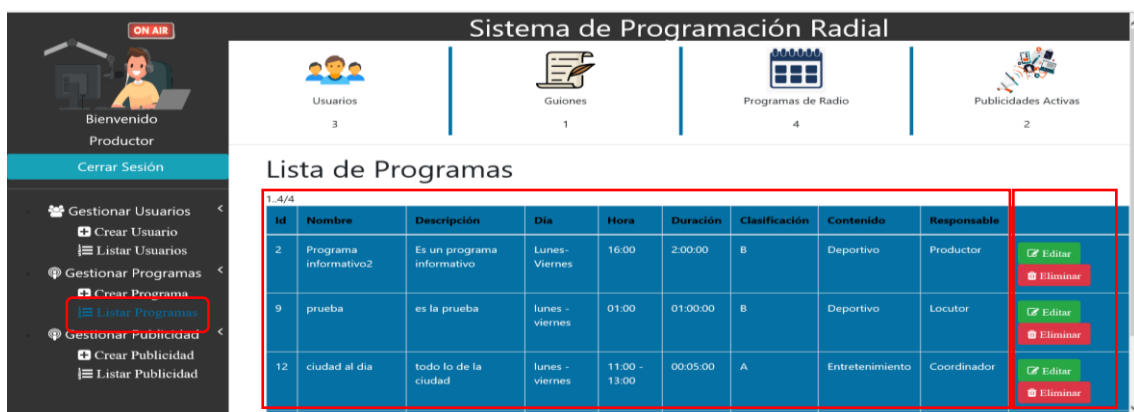 ON AIR
Bienvenido
Productor
Cerrar Sesión
Gestionar Usuarios
Crear Usuario
Listar Usuarios
Gestionar Programas
Crear Programa
Listar Programas
Gestionar Publicidad
Crear Publicidad
Listar Publicidad
Sistema de Programación Radial
Usuarios Guiones Programas de Radio Publicidades Activas
3 1 4 2
Lista de Programas
1..4/4
Id Nombre Descripción Día Hora Duración Clasificación Contenido Responsable
2 Programa Es un programa Lunes- 16:00 2:00:00 B Deportivo Productor Editar
informativo2 informativo Viernes
Eliminar
9 prueba es la prueba lunes - 01:00 01:00:00 B Deportivo Locutor Editar
viernes
Eliminar
12 ciudad al dia todo lo de la lunes - 11:00 - 00:05:00 A Entretenimiento Coordinador Editar
ciudad viernes 13:00
Eliminar